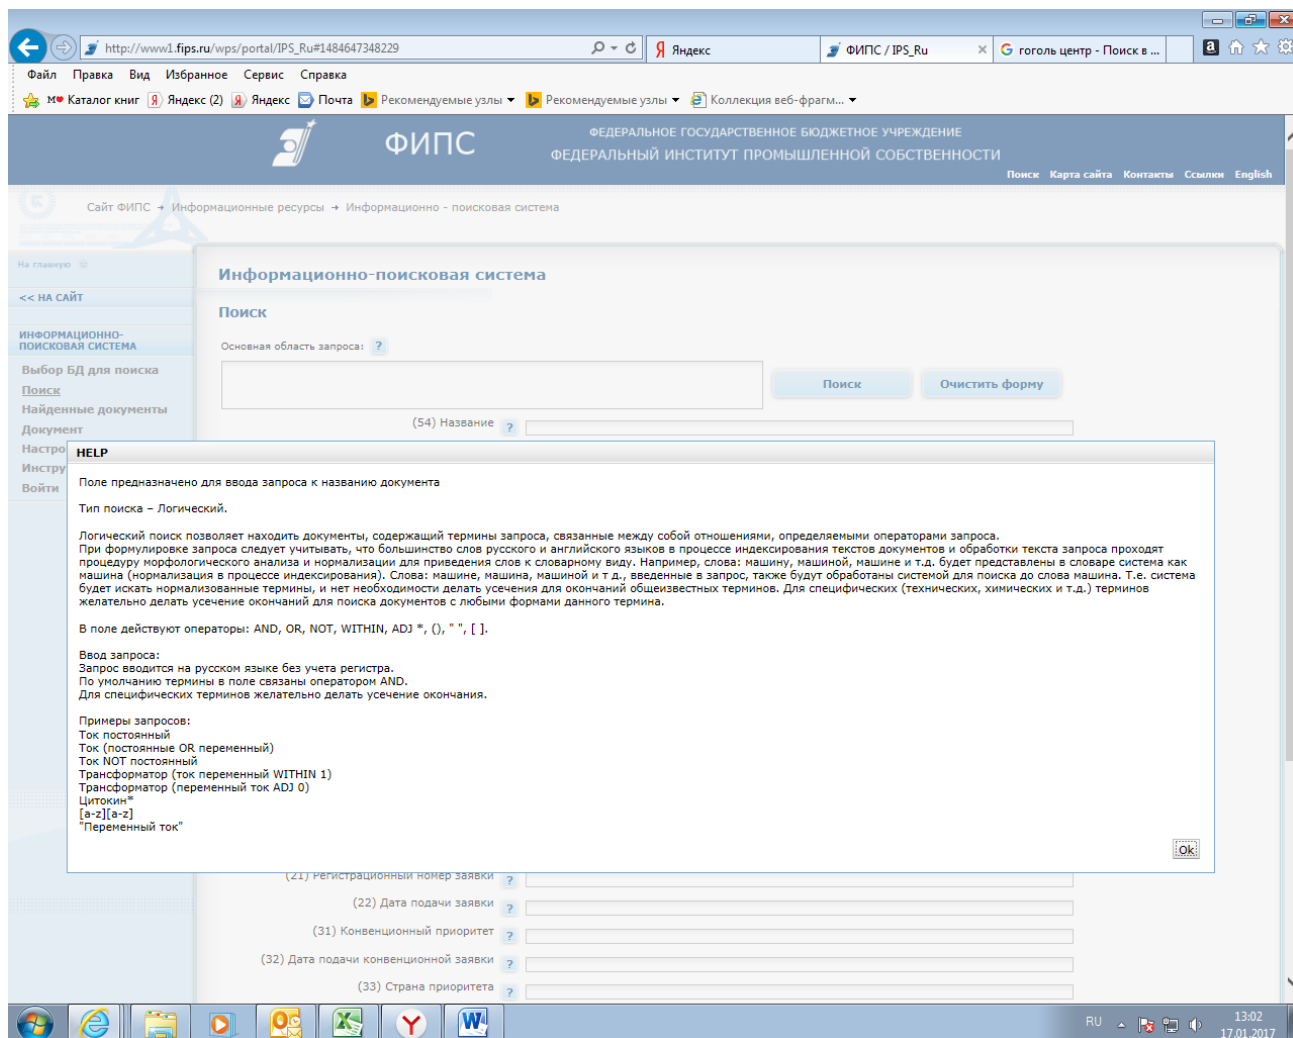 http://www1.fips.ru/wps/portal/IPS_Ru#1484647348229
Яндекс
ФИПС / IPS_Ru
гоголь центр - Поиск в ...
Файл Правка Вид Избранное Сервис Справка
Каталог книг Яндекс (2) Яндекс Почта Рекомендуемые узлы Рекомендуемые узлы Коллекция веб-фрагм...
ФИПС
ФЕДЕРАЛЬНОЕ ГОСУДАРСТВЕННОЕ БЮДЖЕТНОЕ УЧРЕЖДЕНИЕ
ФЕДЕРАЛЬНЫЙ ИНСТИТУТ ПРОМЫШЛЕННОЙ СОБСТВЕННОСТИ
Поиск Карта сайта Контакты Ссылки English
Сайт ФИПС → Информационные ресурсы → Информационно - поисковая система
На главную
Информационно-поисковая система
<< НА САЙТ
Поиск
ИНФОРМАЦИОННО-
ПОИСКОВАЯ СИСТЕМА
Основная область запроса: ?
Выбор БД для поиска
Поиск
Найденные документы
Документ
Настро
Инстру
Войти
Поиск Очистить форму
(54) Название ?
HELP
Поле предназначено для ввода запроса к названию документа
Тип поиска – Логический.
Логический поиск позволяет находить документы, содержащий термины запроса, связанные между собой отношениями, определяемыми операторами запроса.
При формулировке запроса следует учитывать, что большинство слов русского и английского языков в процессе индексирования текстов документов и обработки текста запроса проходят
процедуру морфологического анализа и нормализации для приведения слов к словарному виду. Например, слова: машину, машиной, машине и т.д. будет представлены в словаре система как
машина (нормализация в процессе индексирования). Слова: машине, машина, машиной и т д., введенные в запрос, также будут обработаны системой для поиска до слова машина. Т.е. система
будет искать нормализованные термины, и нет необходимости делать усечения для окончаний общеизвестных терминов. Для специфических (технических, химических и т.д.) терминов
желательно делать усечение окончаний для поиска документов с любыми формами данного термина.
В поле действуют операторы: AND, OR, NOT, WITHIN, ADJ *, (), " ", [ ].
Ввод запроса:
Запрос вводится на русском языке без учета регистра.
По умолчанию термины в поле связаны оператором AND.
Для специфических терминов желательно делать усечение окончания.
Примеры запросов:
Ток постоянный
Ток (постоянные OR переменный)
Ток NOT постоянный
Трансформатор (ток переменный WITHIN 1)
Трансформатор (переменный ток ADJ 0)
Цитокин*
[a-z][a-z]
"Переменный ток"
Ok
(21) Регистрационный номер заявки ?
(22) Дата подачи заявки ?
(31) Конвенционный приоритет ?
(32) Дата подачи конвенционной заявки ?
(33) Страна приоритета ?
RU
13:02
17.01.2017